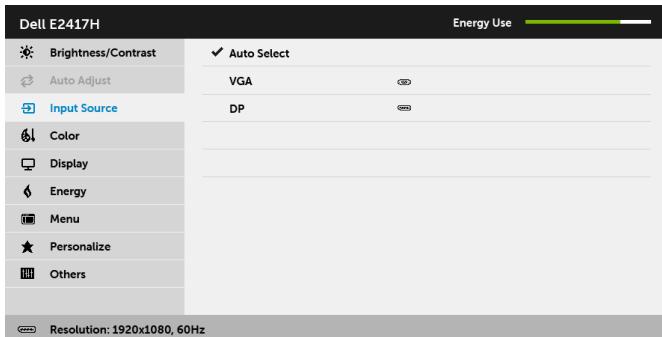 Dell E2417H
Energy Use
Brightness/Contrast
Auto Adjust
Input Source
Color
Display
Energy
Menu
Personalize
Others
Auto Select
VGA
DP
Resolution: 1920x1080, 60Hz